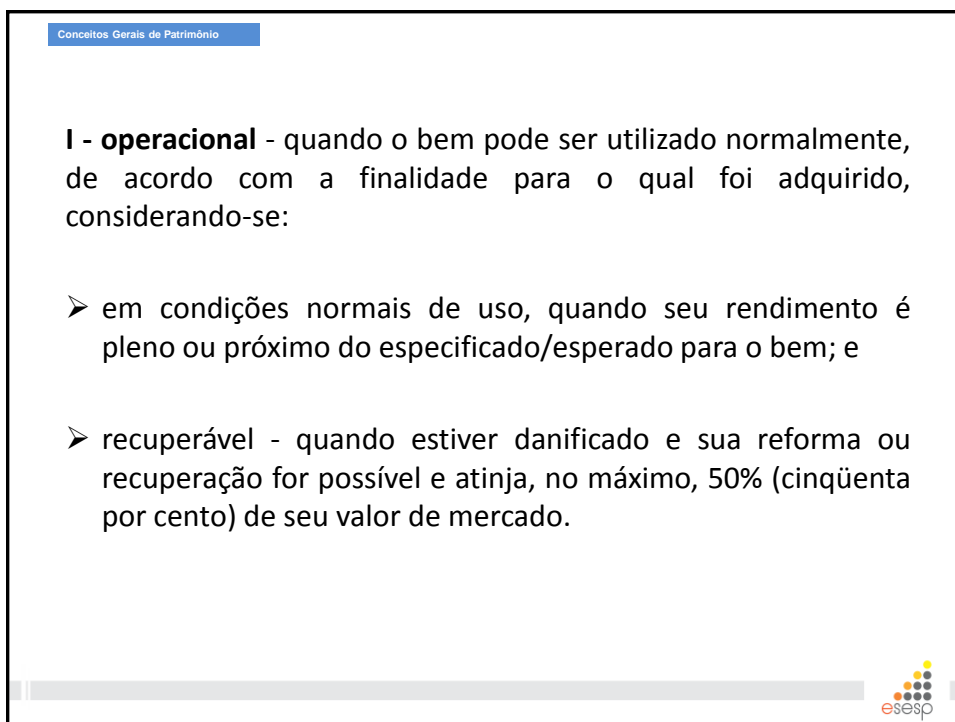 Conceitos Gerais de Patrimônio
I - operacional - quando o bem pode ser utilizado normalmente,
de acordo com a finalidade para o qual foi adquirido,
considerando-se:
➢ em condições normais de uso, quando seu rendimento é
pleno ou próximo do especificado/esperado para o bem; e
➢ recuperável - quando estiver danificado e sua reforma ou
recuperação for possível e atinja, no máximo, 50% (cinqüenta
por cento) de seu valor de mercado.
esesp